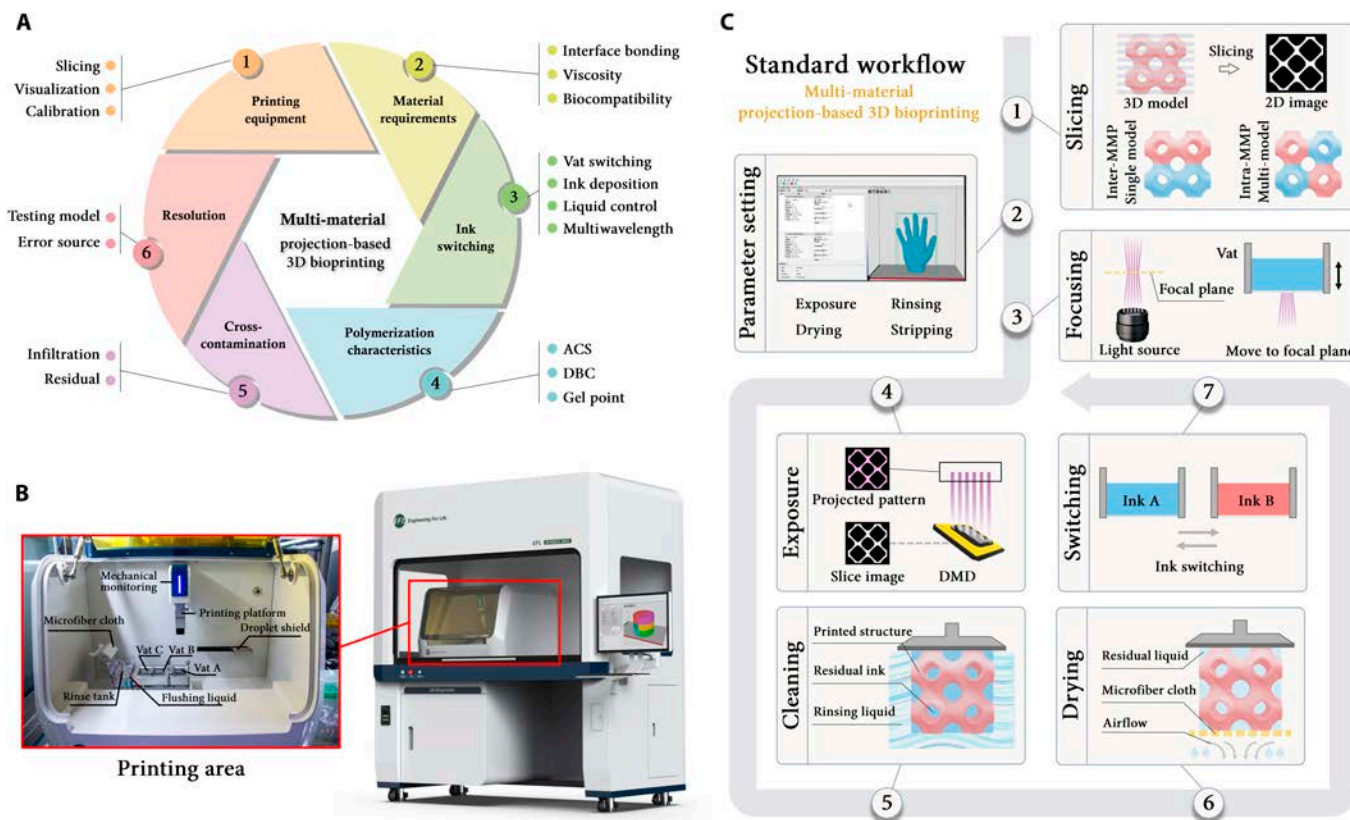 A
Slicing
Visualization
Calibration
1
Printing
equipment
2
Material
requirements
Interface bonding
Viscosity
Biocompatibility
3
Ink
switching
Vat switching
Ink deposition
Liquid control
Multiwavelength
Testing model
Error source
6
Resolution
Multi-material
projection-based
3D bioprinting
Infiltration
Residual
5
Cross-
contamination
Polymerization
characteristics
4
ACS
DBC
Gel point
B
Mechanical
monitoring
Printing platform
Microfiber cloth
Droplet shield
Vat C
Vat B
Vat A
Rinse tank
Flushing liquid
Printing area
Engineering For Life
C
Standard workflow
Multi-material
projection-based 3D bioprinting
1
Slicing
3D model
Slicing
2D image
Inter-MMP
Single model
Intra-MMP
Multi-model
2
Parameter setting
Exposure
Rinsing
Drying
Stripping
3
Focusing
Focal plane
Light source
Vat
Move to focal plane
4
Exposure
Projected pattern
Slice image
DMD
7
Switching
Ink A
Ink B
Ink switching
5
Cleaning
Printed structure
Residual ink
Rinsing liquid
6
Drying
Residual liquid
Microfiber cloth
Airflow